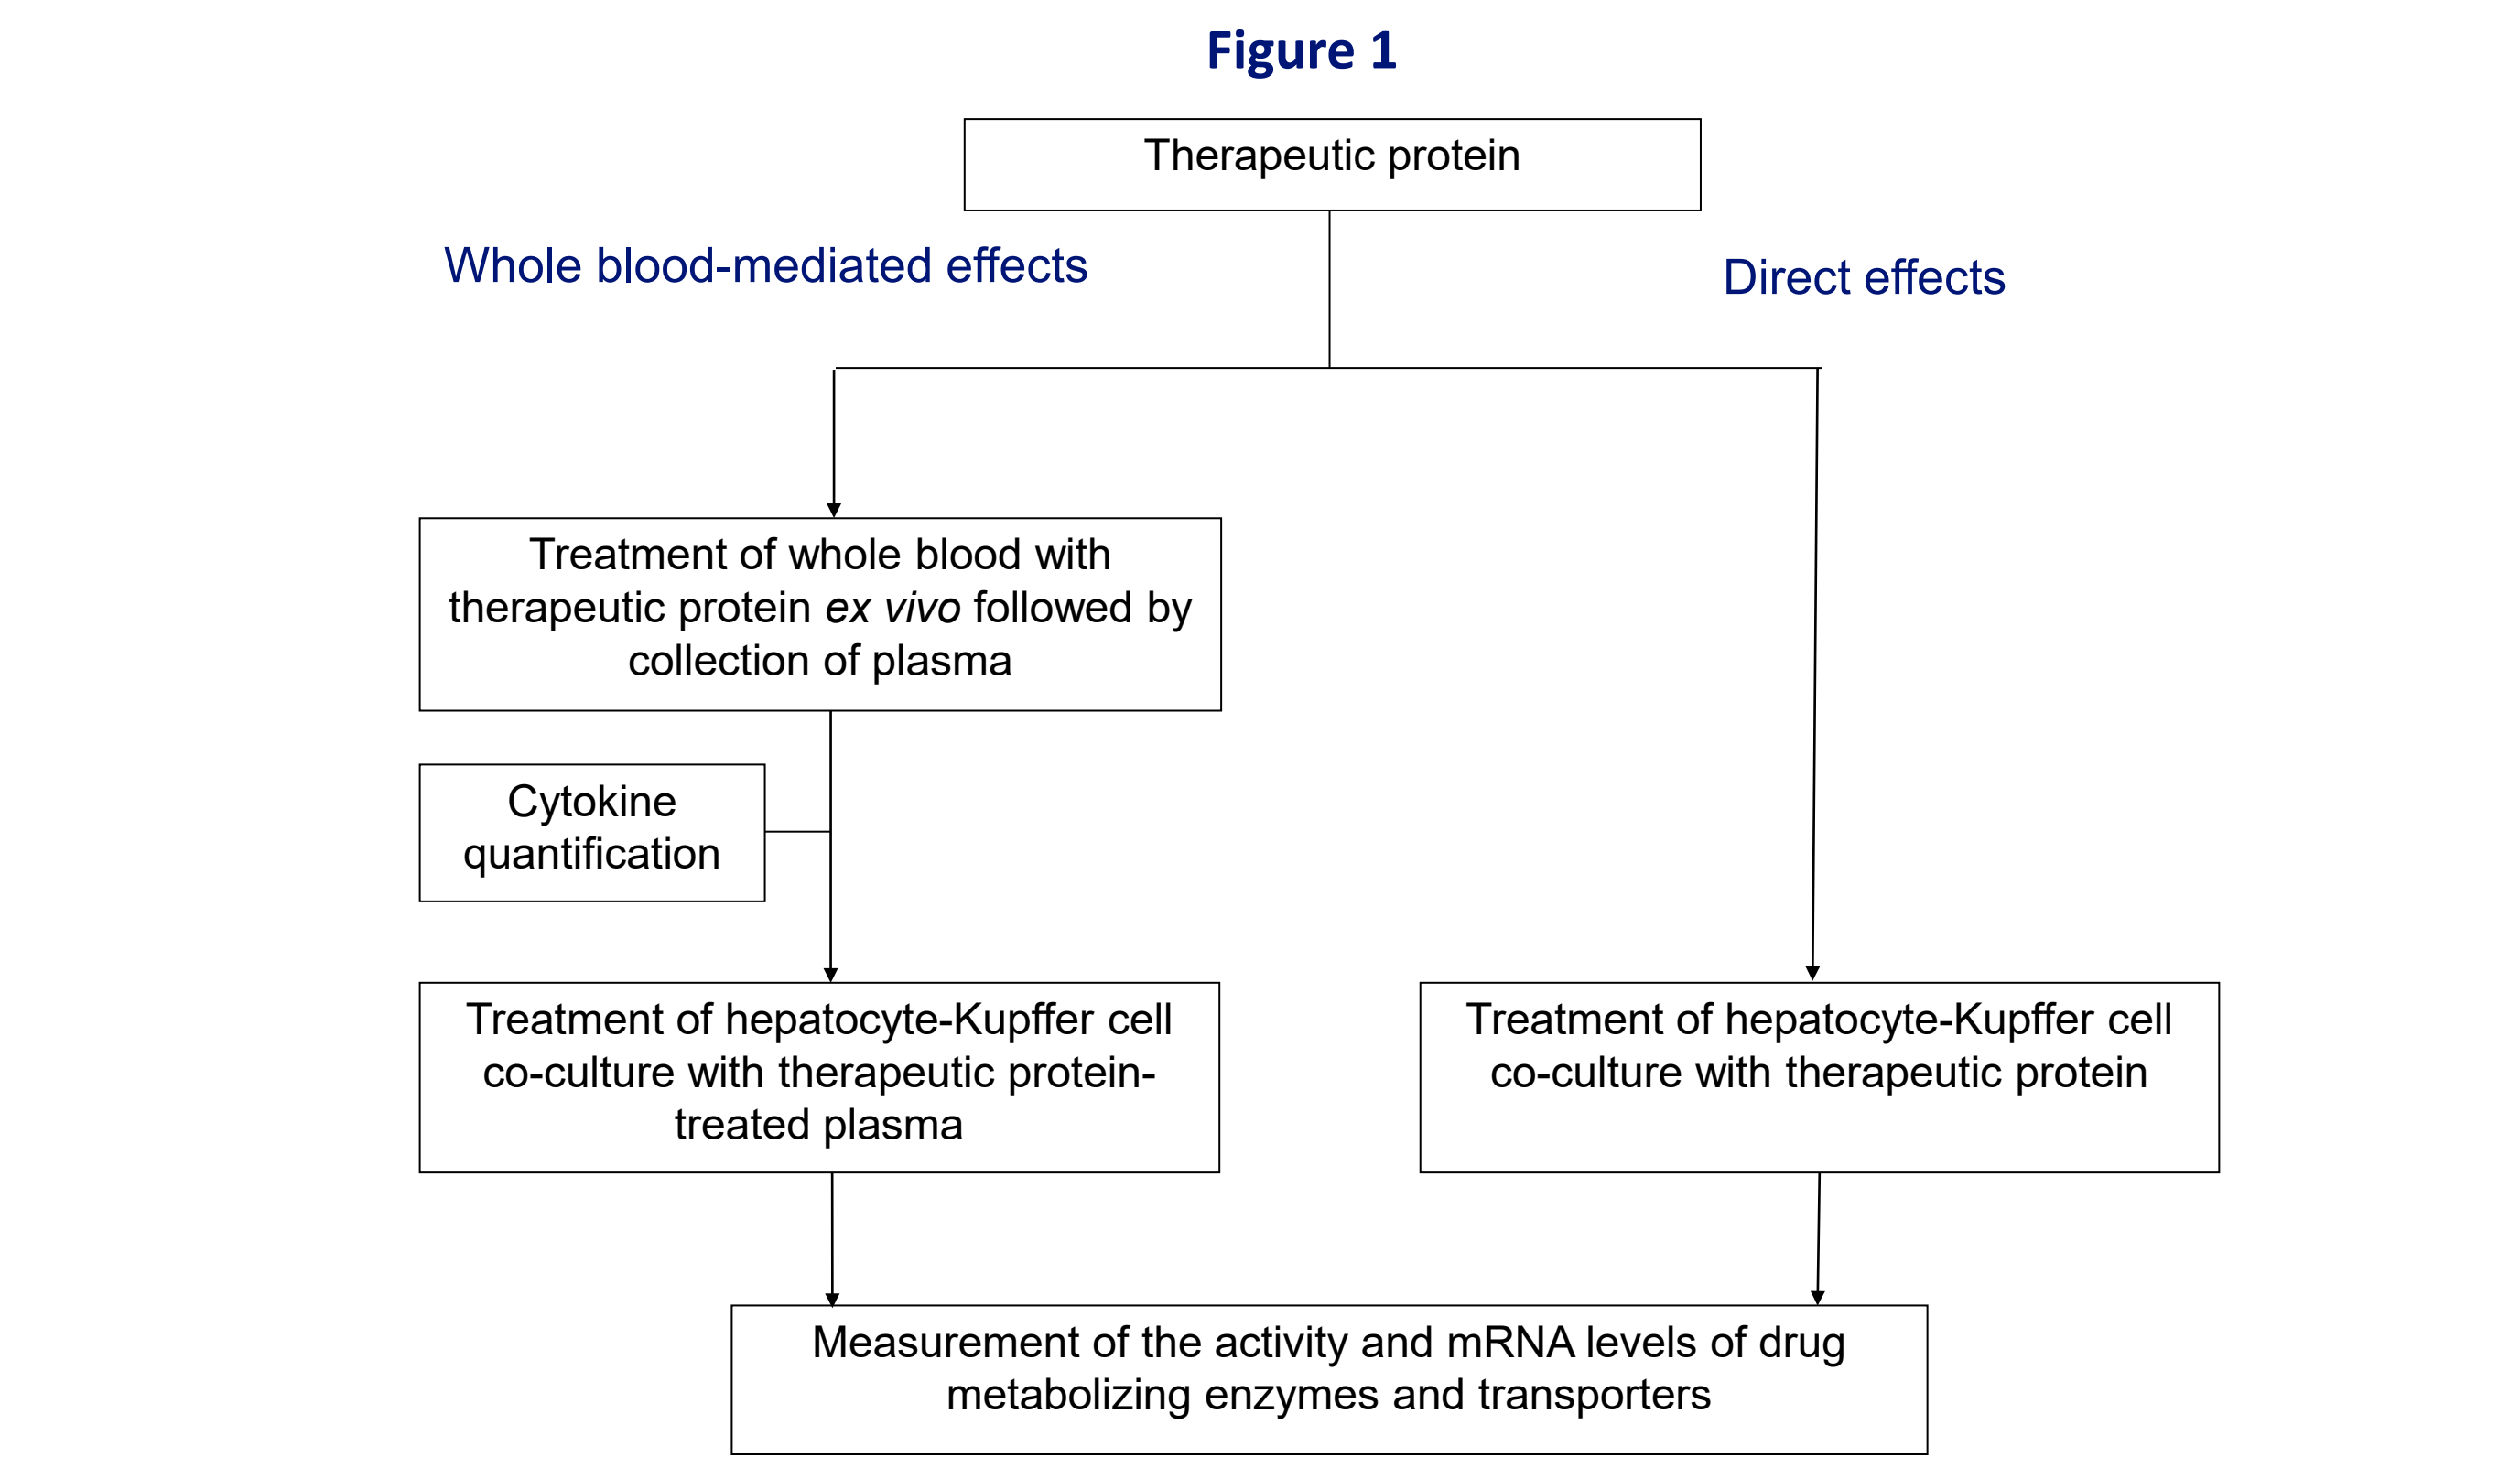 Figure 1
Therapeutic protein
Whole blood-mediated effects
Direct effects
Treatment of whole blood with
therapeutic protein ex vivo followed by
collection of plasma
Cytokine
quantification
Treatment of hepatocyte-Kupffer cell
co-culture with therapeutic protein-
treated plasma
Treatment of hepatocyte-Kupffer cell
co-culture with therapeutic protein
Measurement of the activity and mRNA levels of drug
metabolizing enzymes and transporters